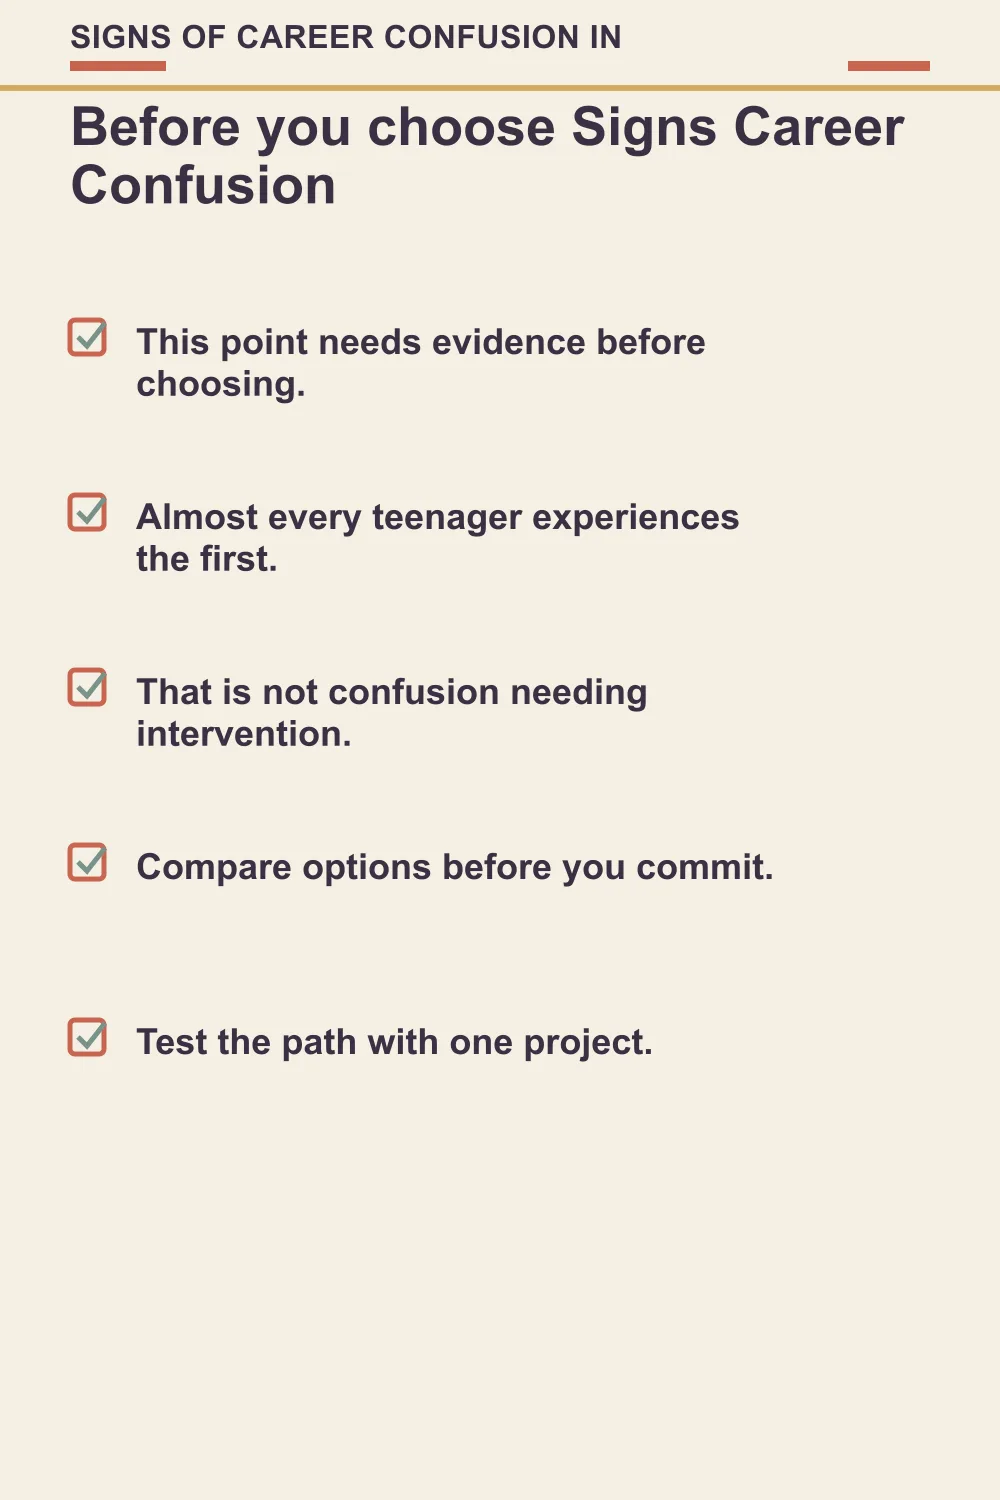 SIGNS OF CAREER CONFUSION IN
Before you choose Signs Career
Confusion
This point needs evidence before
choosing.
Almost every teenager experiences
the first.
That is not confusion needing
intervention.
Compare options before you commit.
Test the path with one project.